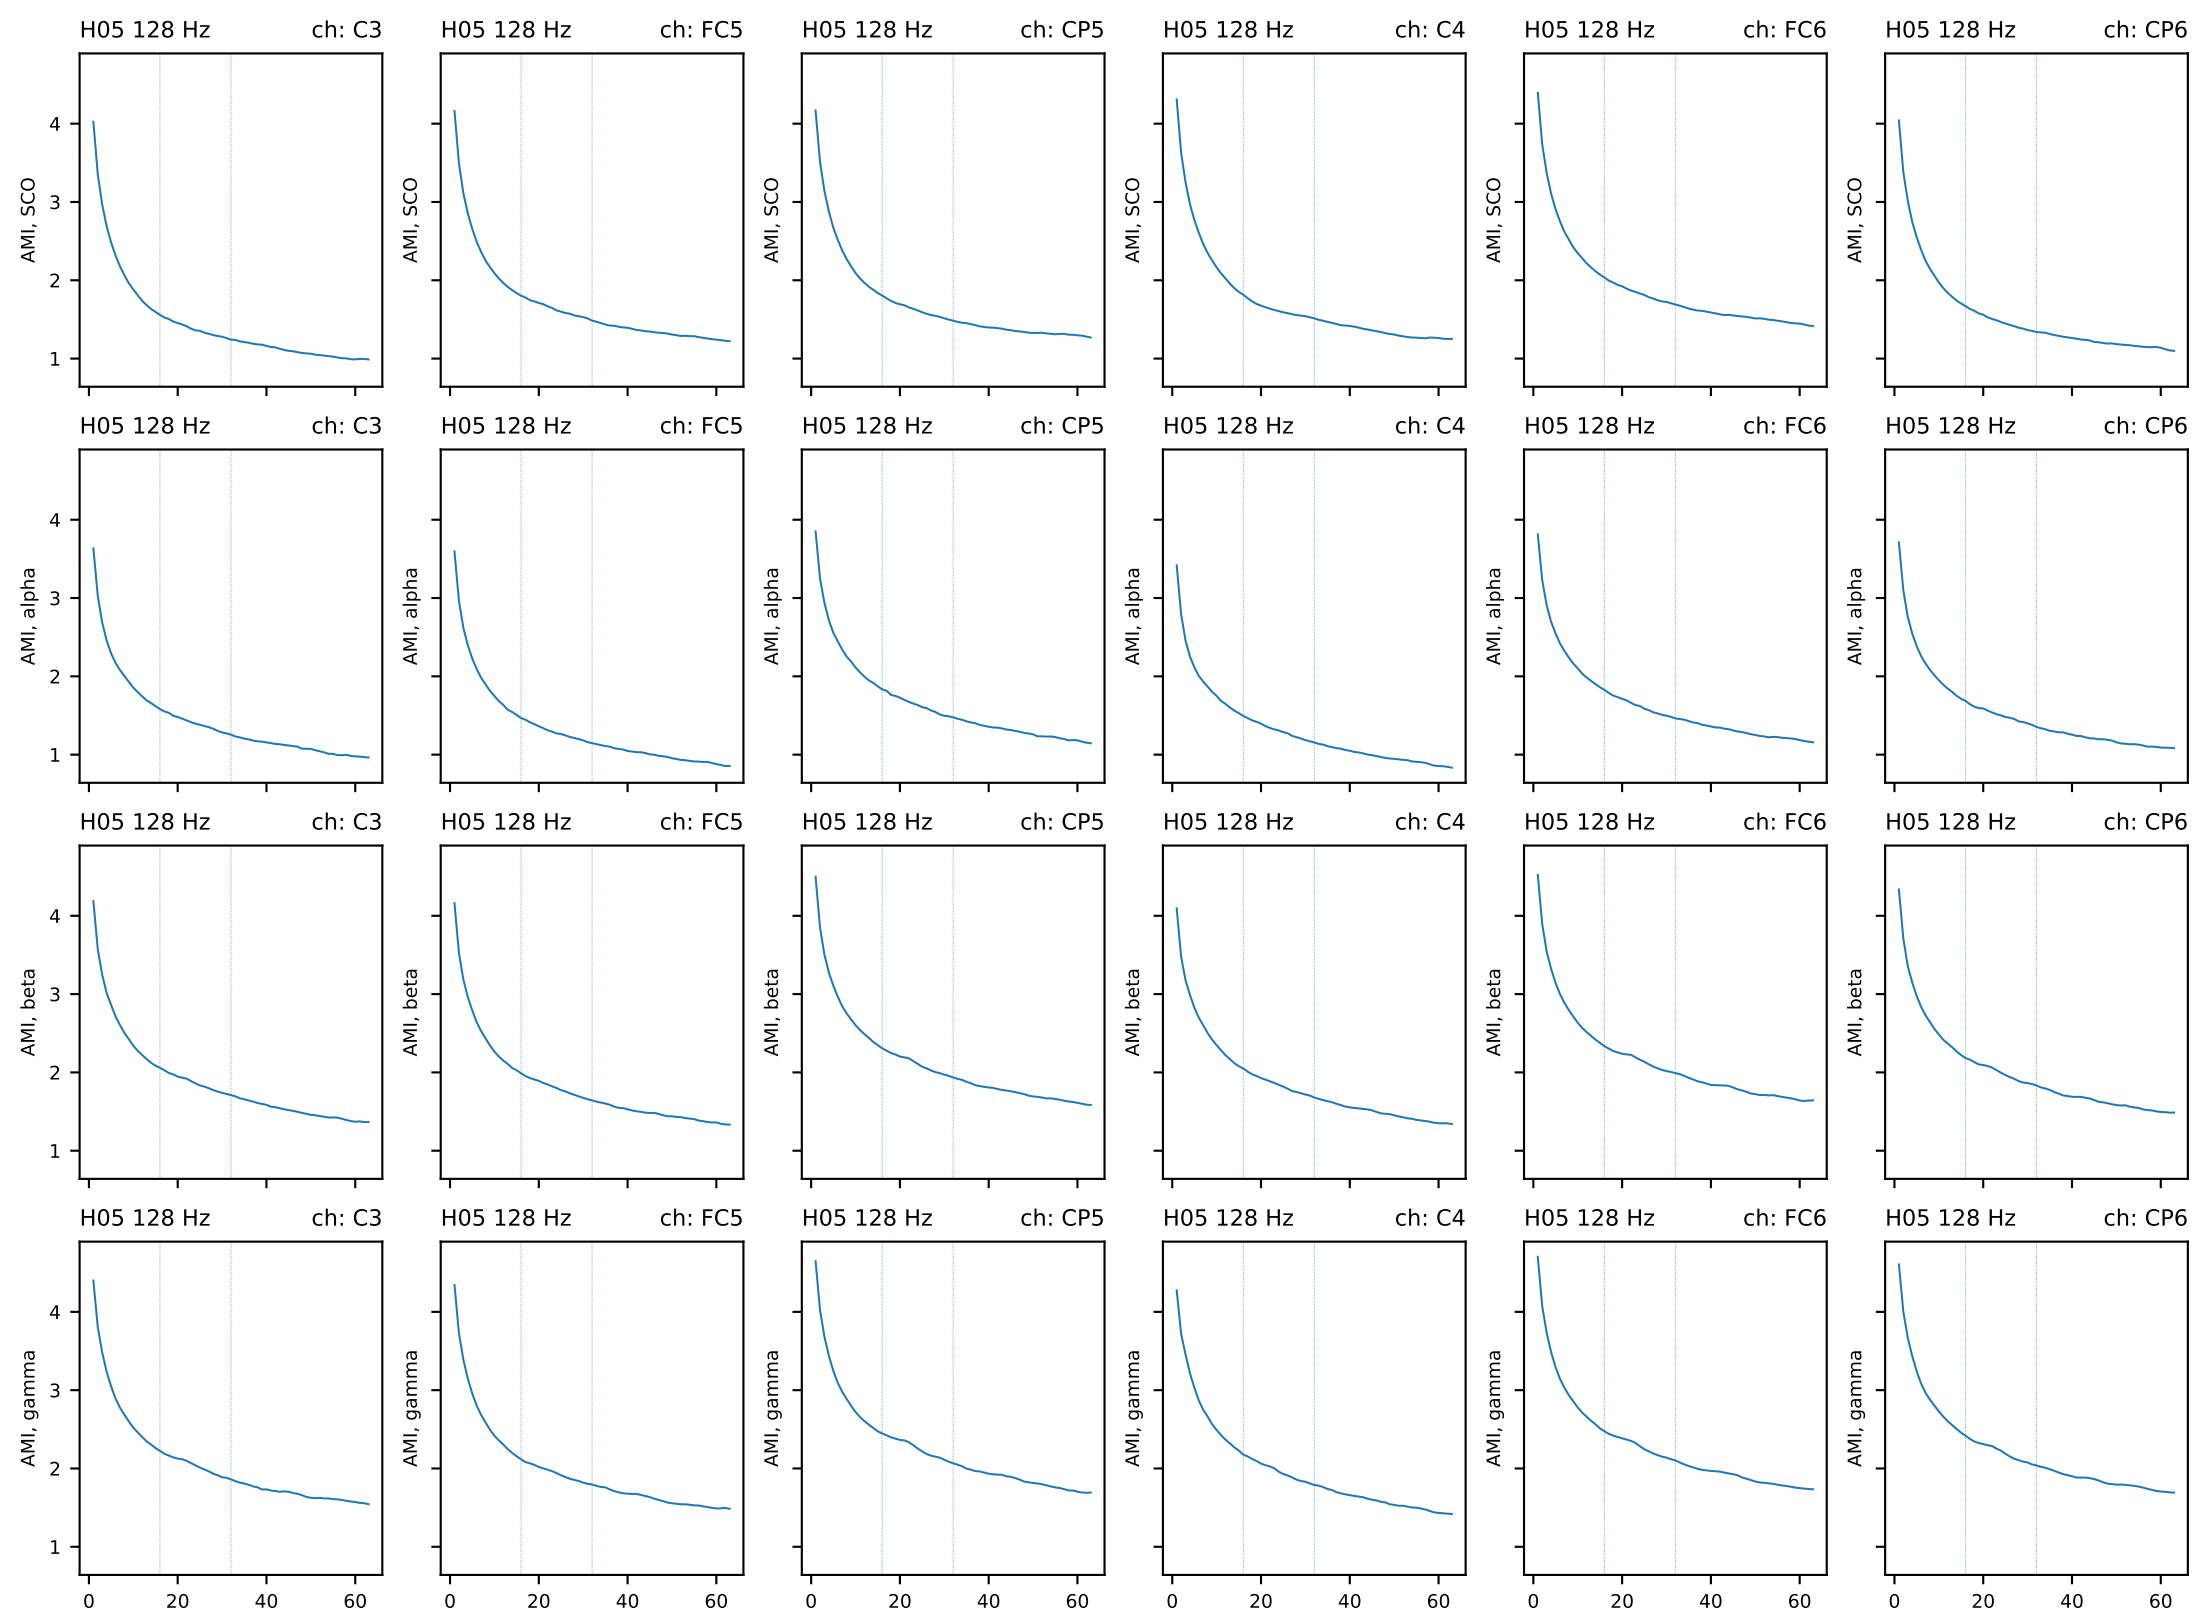 H05 128 Hz ch: C3 H05 128 Hz ch: FC5 H05 128 Hz ch: CP5 H05 128 Hz ch: C4 H05 128 Hz ch: FC6 H05 128 Hz ch: CP6
AMI, SCO AMI, SCO AMI, SCO AMI, SCO AMI, SCO AMI, SCO
4
3
2
1
H05 128 Hz ch: C3 H05 128 Hz ch: FC5 H05 128 Hz ch: CP5 H05 128 Hz ch: C4 H05 128 Hz ch: FC6 H05 128 Hz ch: CP6
AMI, alpha AMI, alpha AMI, alpha AMI, alpha AMI, alpha AMI, alpha
4
3
2
1
H05 128 Hz ch: C3 H05 128 Hz ch: FC5 H05 128 Hz ch: CP5 H05 128 Hz ch: C4 H05 128 Hz ch: FC6 H05 128 Hz ch: CP6
AMI, beta AMI, beta AMI, beta AMI, beta AMI, beta AMI, beta
4
3
2
1
H05 128 Hz ch: C3 H05 128 Hz ch: FC5 H05 128 Hz ch: CP5 H05 128 Hz ch: C4 H05 128 Hz ch: FC6 H05 128 Hz ch: CP6
AMI, gamma AMI, gamma AMI, gamma AMI, gamma AMI, gamma AMI, gamma
4
3
2
1
0 20 40 60 0 20 40 60 0 20 40 60 0 20 40 60 0 20 40 60 0 20 40 60